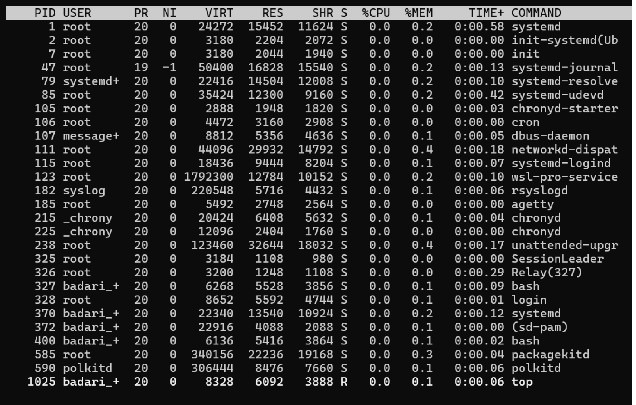 PID USER PR NI VIRT RES SHR S %CPU %MEM TIME+ COMMAND
1 root 20 0 24272 15452 11624 S 0.0 0.2 0:00.58 systemd
2 root 20 0 3180 2204 2072 S 0.0 0.0 0:00.00 init-systemd(Ub
7 root 20 0 3180 2044 1940 S 0.0 0.0 0:00.00 init
47 root 19 -1 50400 16828 15540 S 0.0 0.2 0:00.13 systemd-journal
79 systemd+ 20 0 22416 14504 12008 S 0.0 0.2 0:00.10 systemd-resolve
85 root 20 0 35424 12300 9160 S 0.0 0.2 0:00.42 systemd-udevd
105 root 20 0 2888 1948 1820 S 0.0 0.0 0:00.03 chronyd-starter
106 root 20 0 4472 3160 2908 S 0.0 0.0 0:00.00 cron
107 message+ 20 0 8812 5356 4636 S 0.0 0.1 0:00.05 dbus-daemon
111 root 20 0 44096 29932 14792 S 0.0 0.4 0:00.18 networkd-dispat
115 root 20 0 18436 9444 8204 S 0.0 0.1 0:00.07 systemd-logind
123 root 20 0 1792300 12784 10152 S 0.0 0.2 0:00.10 wsl-pro-service
182 syslog 20 0 220548 5716 4432 S 0.0 0.1 0:00.06 rsyslogd
185 root 20 0 5492 2748 2564 S 0.0 0.0 0:00.00 agetty
215 _chrony 20 0 20424 6408 5632 S 0.0 0.1 0:00.04 chronyd
225 _chrony 20 0 12096 2404 1760 S 0.0 0.0 0:00.00 chronyd
238 root 20 0 123460 32644 18032 S 0.0 0.4 0:00.17 unattended-upgr
325 root 20 0 3184 1108 980 S 0.0 0.0 0:00.00 SessionLeader
326 root 20 0 3200 1248 1108 S 0.0 0.0 0:00.29 Relay(327)
327 badari_+ 20 0 6268 5528 3856 S 0.0 0.1 0:00.09 bash
328 root 20 0 8652 5592 4744 S 0.0 0.1 0:00.01 login
370 badari_+ 20 0 22340 13540 10924 S 0.0 0.2 0:00.12 systemd
372 badari_+ 20 0 22916 4088 2088 S 0.0 0.1 0:00.00 (sd-pam)
400 badari_+ 20 0 6136 5416 3864 S 0.0 0.1 0:00.02 bash
585 root 20 0 340156 22236 19168 S 0.0 0.3 0:00.04 packagekitd
590 polkitd 20 0 306444 8476 7660 S 0.0 0.1 0:00.06 polkitd
1025 badari_+ 20 0 8328 6092 3888 R 0.0 0.1 0:00.06 top